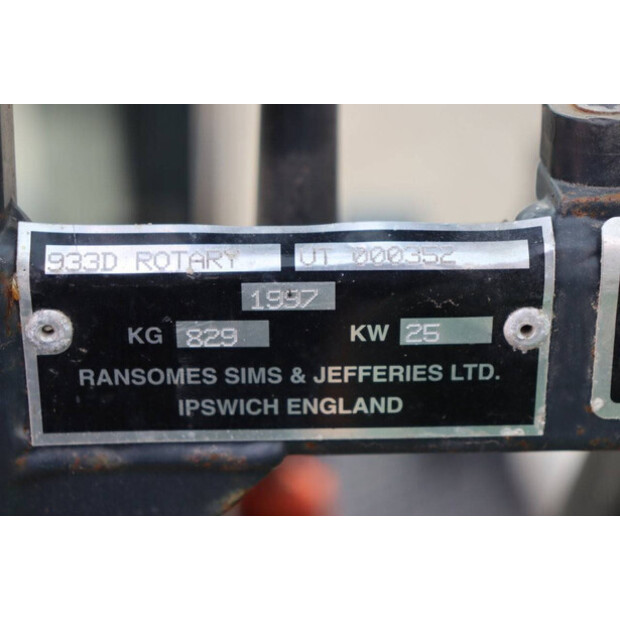 933D ROTARY VT 000352
1997
KG 829 KW 25
RANSOMES SIMS & JEFFERIES LTD.
IPSWICH ENGLAND